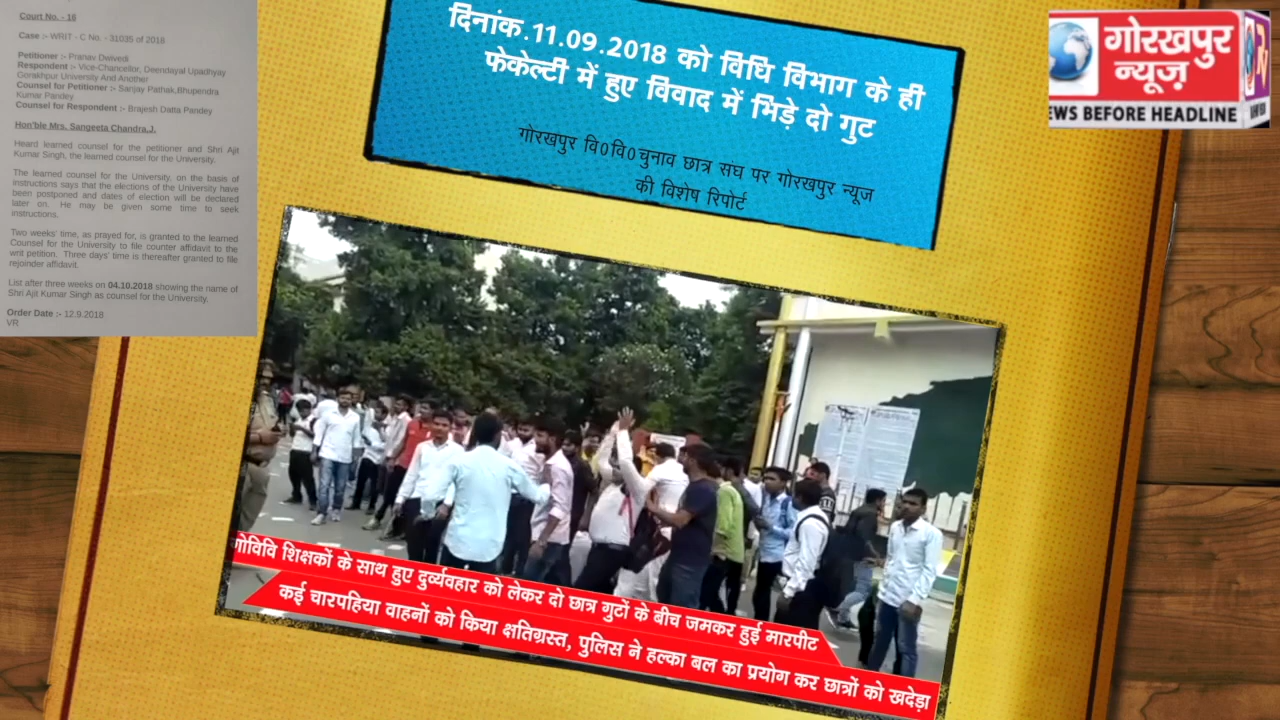 Court No. - 16
Case :- WRIT - C No. - 31035 of 2018
Petitioner :- Pranav Dwivedi
Respondent :- Vice-Chancellor, Deendayal Upadhyay
Gorakhpur University And Another
Counsel for Petitioner :- Sanjay Pathak,Bhupendra
Kumar Pandey
Counsel for Respondent :- Brajesh Datta Pandey
Hon'ble Mrs. Sangeeta Chandra,J.
Heard learned counsel for the petitioner and Shri Ajit
Kumar Singh, the learned counsel for the University.
The learned counsel for the University, on the basis of
instructions says that the elections of the University have
been postponed and dates of election will be declared
later on. He may be given some time to seek
instructions.
Two weeks' time, as prayed for, is granted to the learned
Counsel for the University to file counter affidavit to the
writ petition. Three days' time is thereafter granted to file
rejoinder affidavit.
List after three weeks on 04.10.2018 showing the name of
Shri Ajit Kumar Singh as counsel for the University.
Order Date :- 12.9.2018
VR
दिनांक.11.09.2018 को विधि विभाग के ही
फेकेल्टी में हुए विवाद में भिड़े दो गुट
गोरखपुर वि0वि0चुनाव छात्र संघ पर गोरखपुर न्यूज
की विशेष रिपोर्ट
गोरखपुर
न्यूज़
EWS BEFORE HEADLINE
गोविवि शिक्षकों के साथ हुए दुर्व्यवहार को लेकर दो छात्र गुटों के बीच जमकर हुई मारपीट
कई चारपहिया वाहनों को किया क्षतिग्रस्त, पुलिस ने हल्का बल का प्रयोग कर छात्रों को खदेड़ा